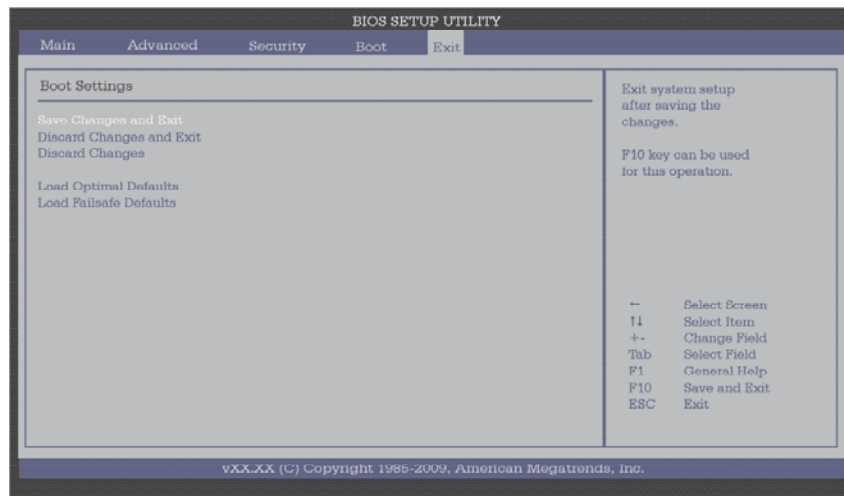 BIOS SETUP UTILITY
Main Advanced Security Boot Exit
Boot Settings
Save Changes and Exit
Discard Changes and Exit
Discard Changes
Load Optimal Defaults
Load Failsafe Defaults
Exit system setup
after saving the
changes.
F10 key can be used
for this operation.
← Select Screen
↑↓ Select Item
+- Change Field
Tab Select Field
F1 General Help
F10 Save and Exit
ESC Exit
vXX.XX (C) Copyright 1985-2009, American Megatrends, Inc.